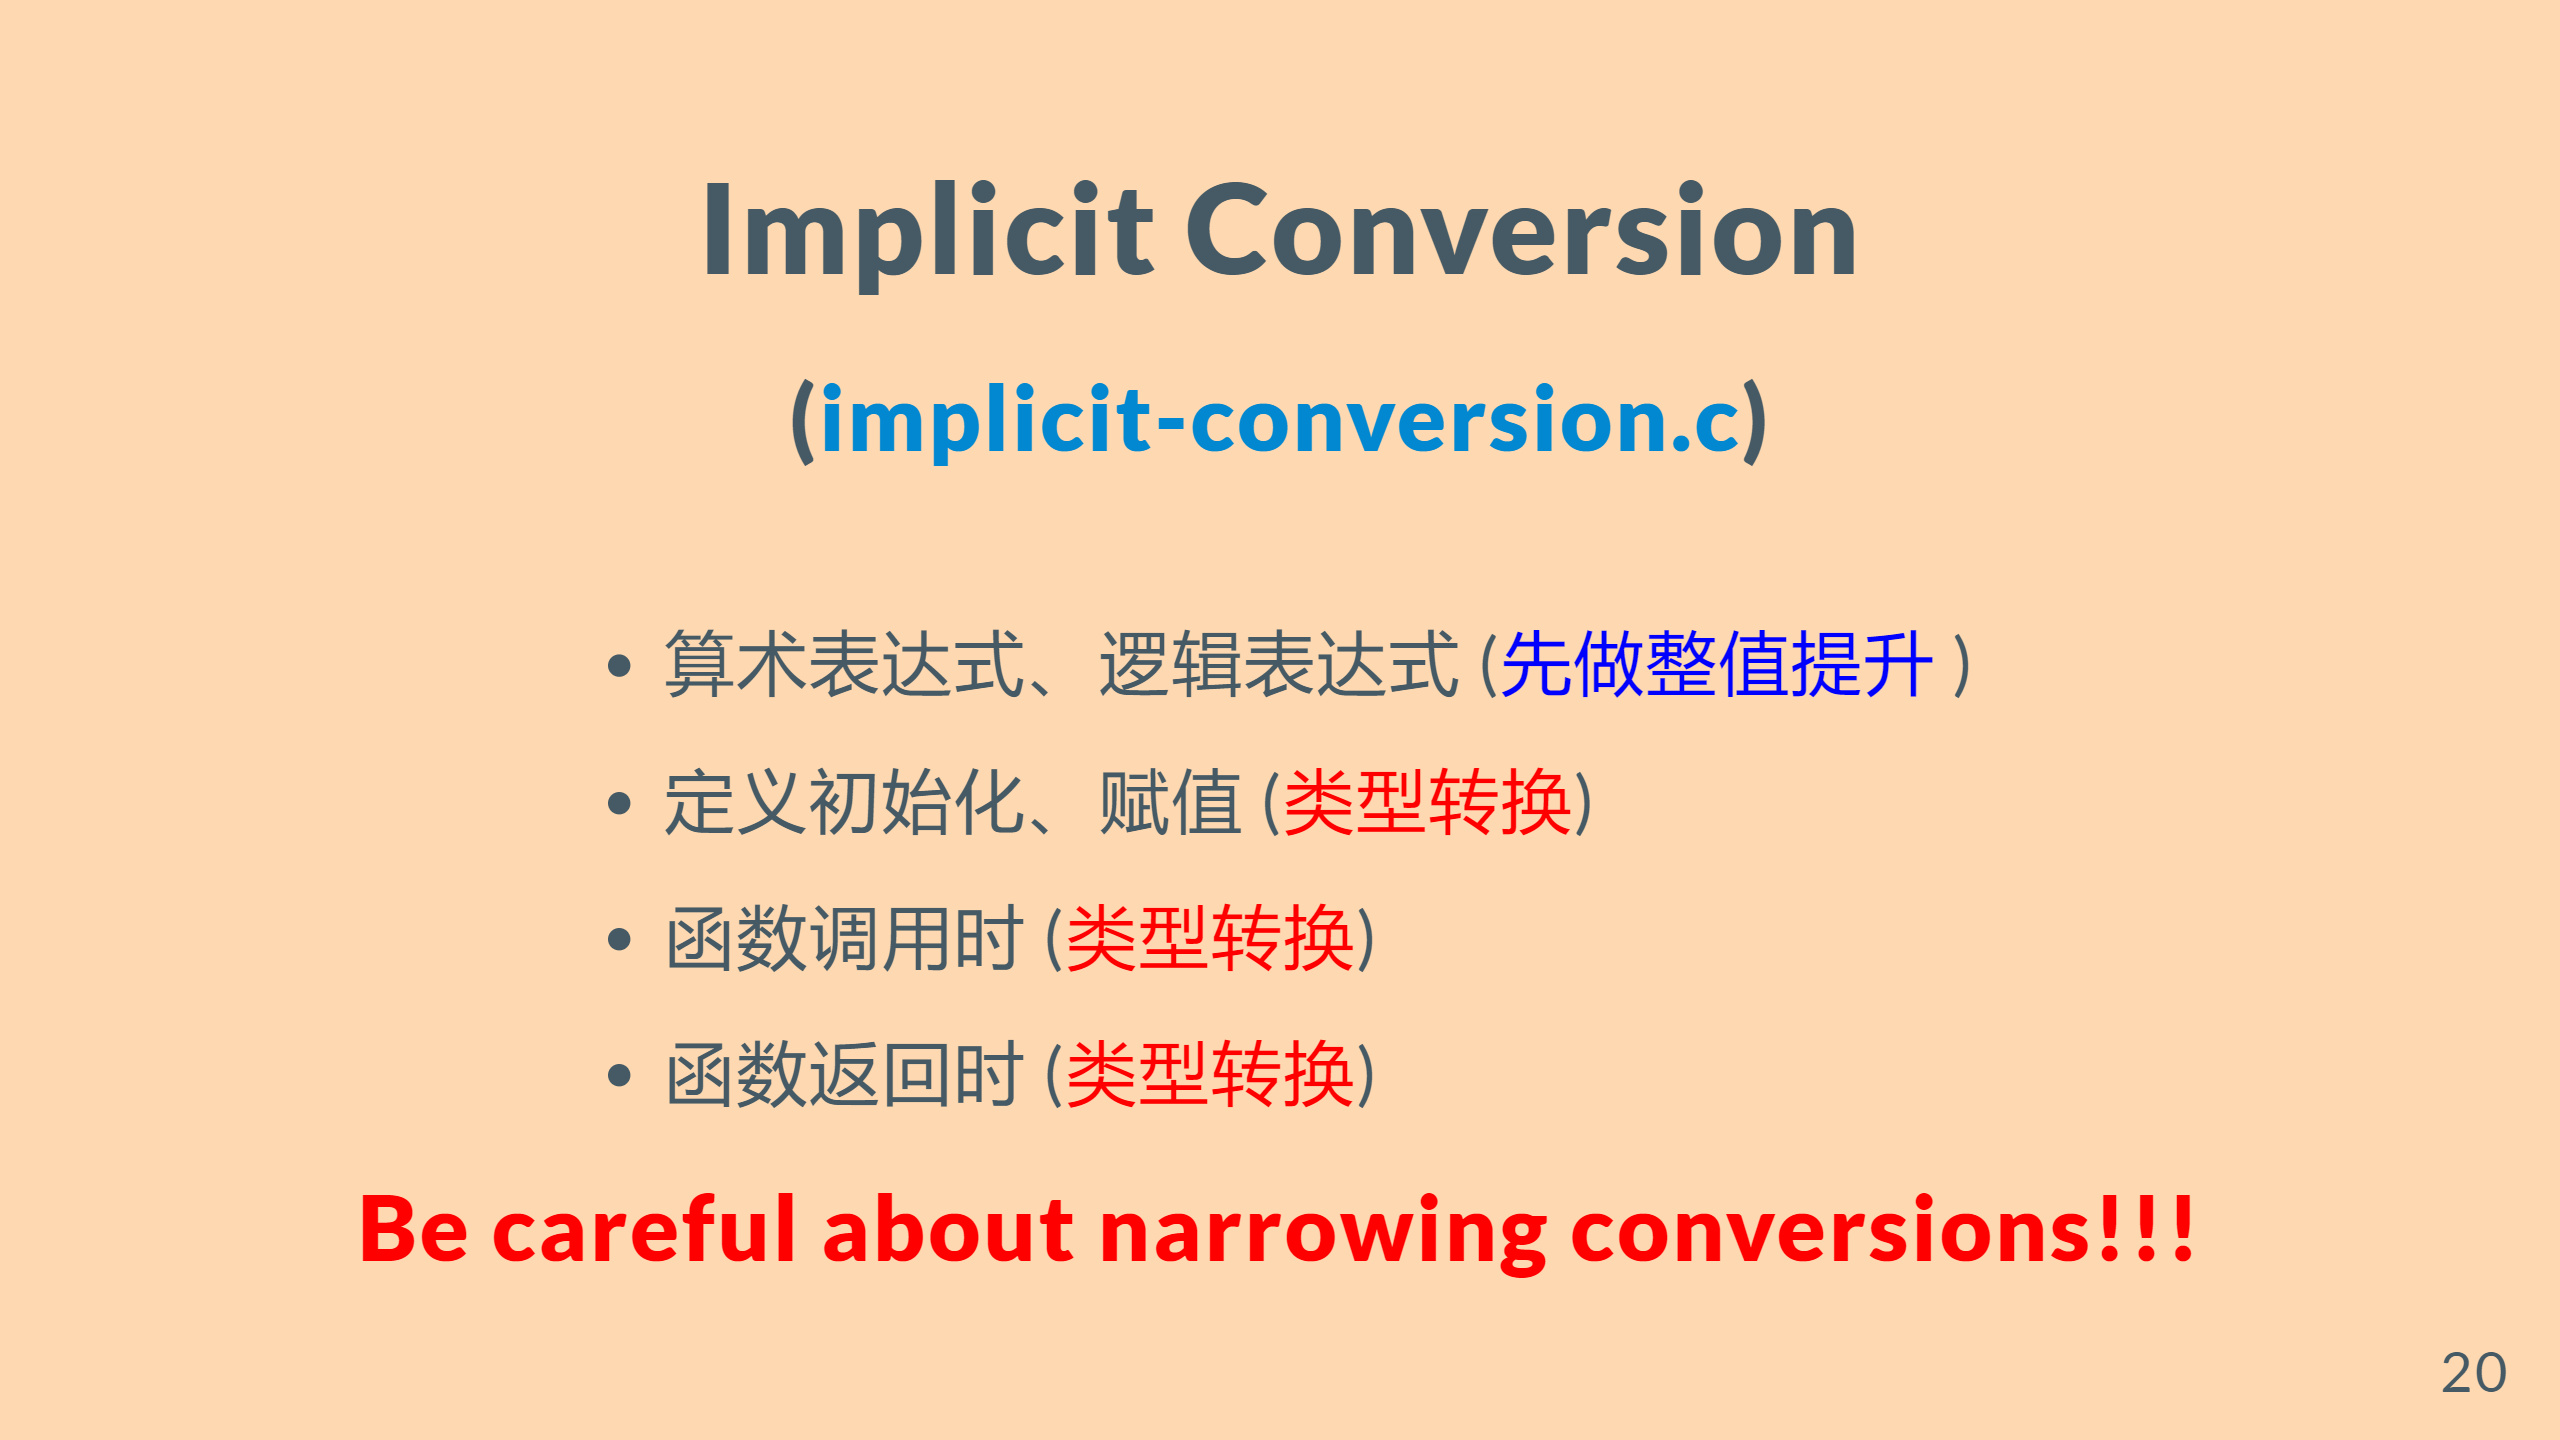 Implicit Conversion
(implicit-conversion.c)
• 算术表达式、逻辑表达式 (先做整值提升 )
• 定义初始化、赋值 (类型转换)
• 函数调用时 (类型转换)
• 函数返回时 (类型转换)
Be careful about narrowing conversions!!!
20